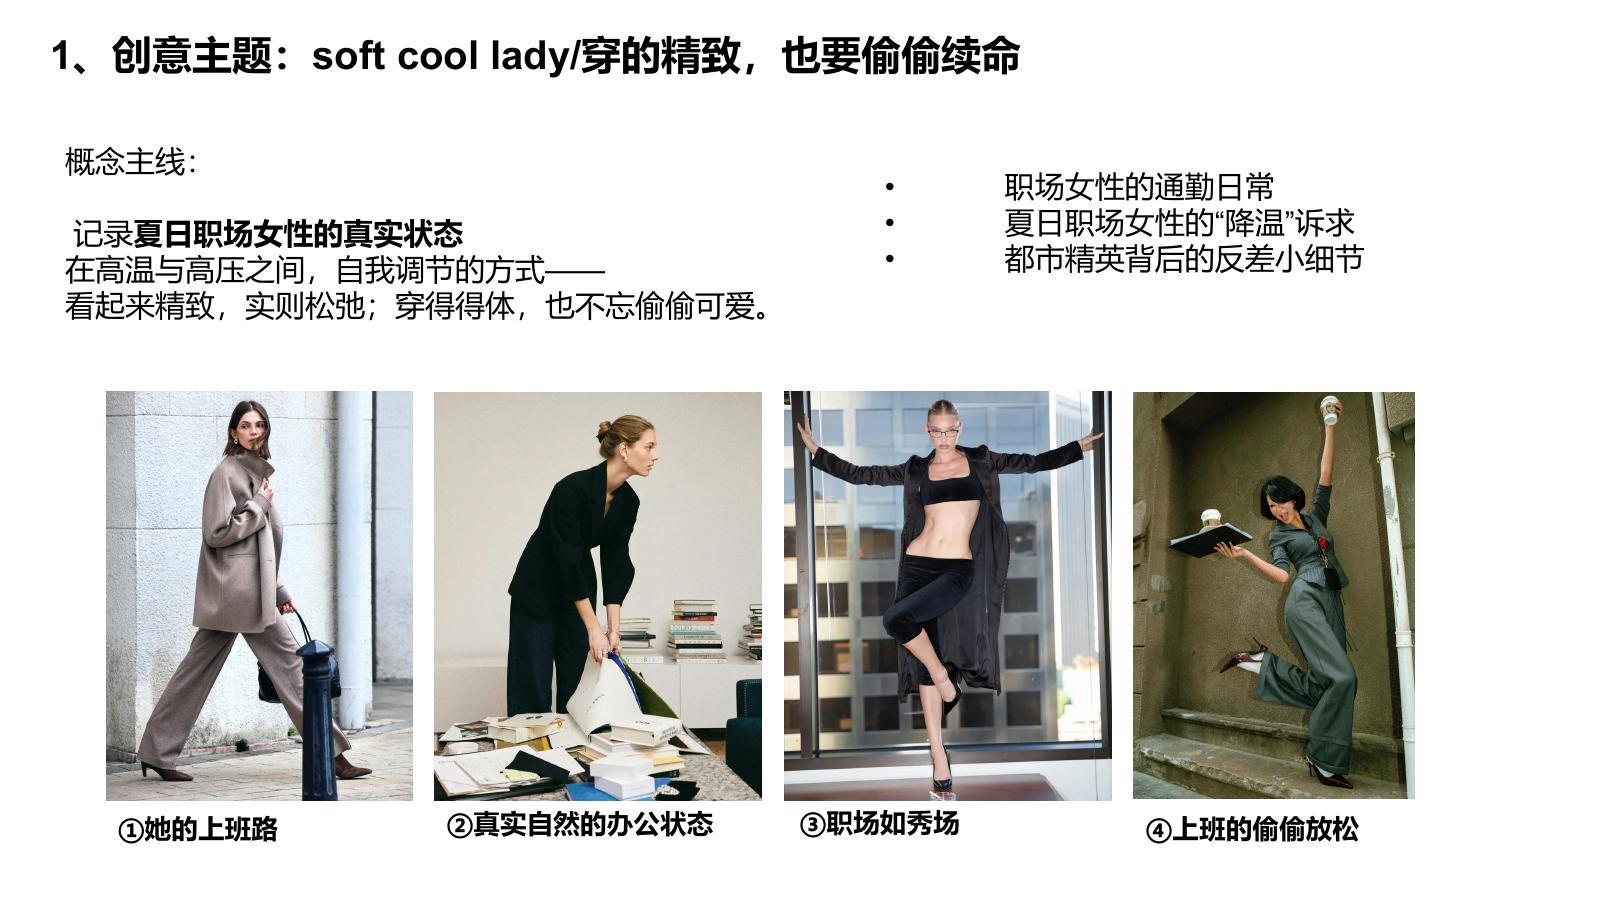 1、创意主题：soft cool lady/穿的精致，也要偷偷续命
概念主线：
记录夏日职场女性的真实状态
在高温与高压之间，自我调节的方式——
看起来精致，实则松弛；穿得得体，也不忘偷偷可爱。
• 职场女性的通勤日常
• 夏日职场女性的“降温”诉求
• 都市精英背后的反差小细节
①她的上班路
②真实自然的办公状态
③职场如秀场
④上班的偷偷放松